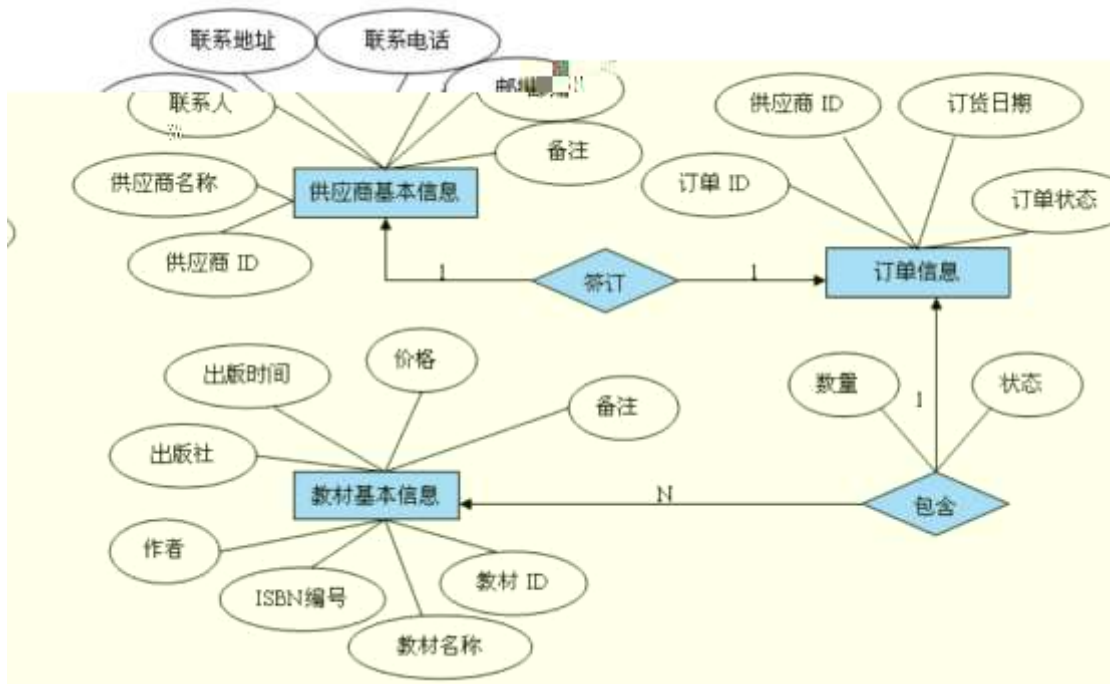 联系地址
联系电话
联系人
供应商 ID
订货日期
备注
供应商名称
订单 ID
供应商基本信息
订单状态
供应商 ID
订单信息
签订
1
1
价格
出版时间
数量
状态
备注
1
出版社
教材基本信息
N
包含
作者
教材 ID
ISBN编号
教材名称